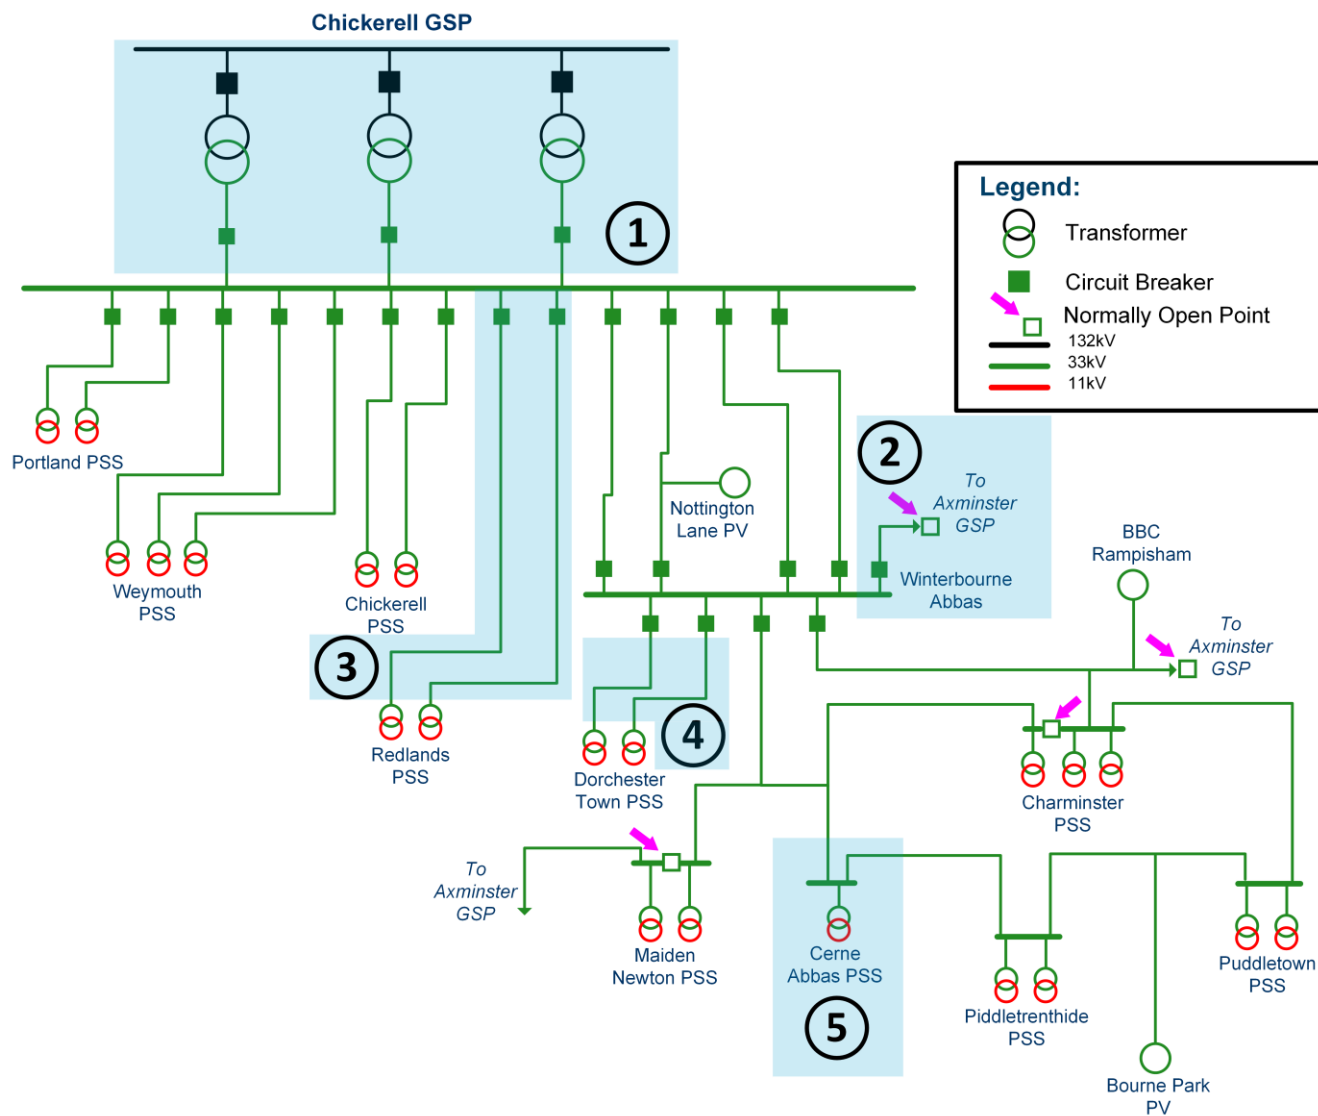 Chickerell GSP
1
Legend:
Transformer
Circuit Breaker
Normally Open Point
132kV
33kV
11kV
Portland PSS
Weymouth
PSS
Chickerell
PSS
3
Redlands
PSS
Nottington
Lane PV
2
To
Axminster
GSP
Winterbourne
Abbas
BBC
Rampisham
To
Axminster
GSP
4
Dorchester
Town PSS
Charminster
PSS
To
Axminster
GSP
Maiden
Newton PSS
Cerne
Abbas PSS
5
Piddletrenthide
PSS
Puddletown
PSS
Bourne Park
PV